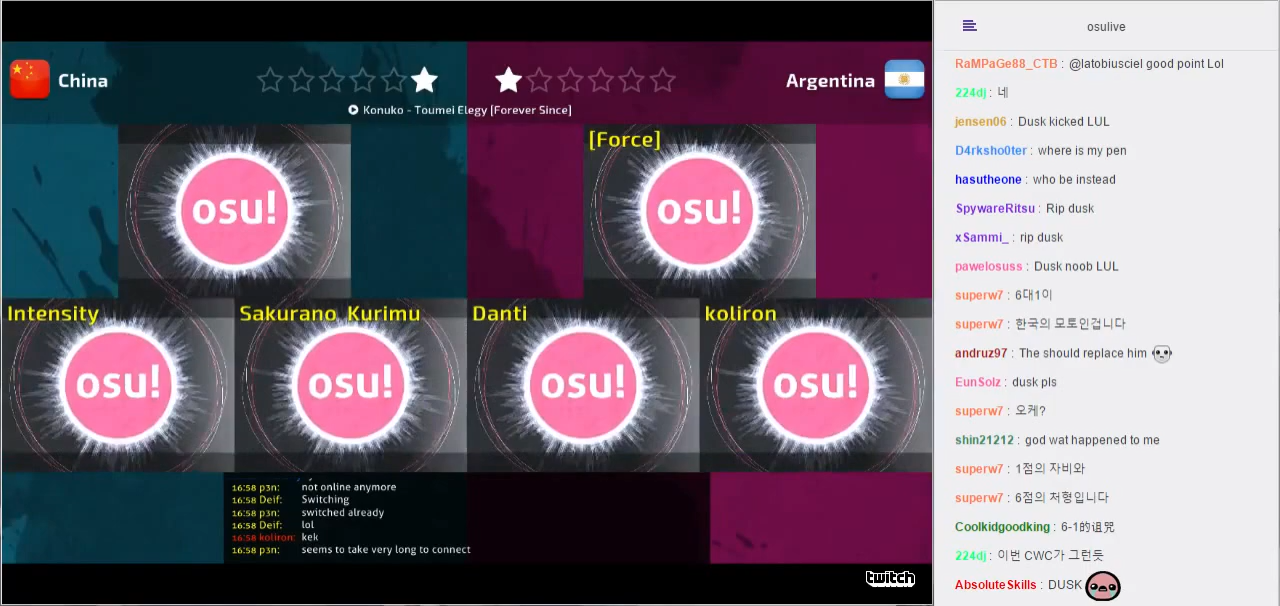 China
Argentina
Konuko - Toumei Elegy [Forever Since]
osu!
[Force]
osu!
Intensity
osu!
Sakurano Kurimu
osu!
Danti
osu!
koliron
osu!
16:58 p3n: not online anymore
16:58 Deif: Switching
16:58 p3n: switched already
16:58 Deif: lol
16:58 koliron: kek
16:58 p3n: seems to take very long to connect
twitch
osulive
RaMPaGe88_CTB : @latobiusciel good point Lol
224dj : 네
jensen06 : Dusk kicked LUL
D4rksho0ter : where is my pen
hasutheone : who be instead
SpywareRitsu : Rip dusk
xSammi_ : rip dusk
pawelosuss : Dusk noob LUL
superw7 : 6대1이
superw7 : 한국의 모토인겁니다
andruz97 : The should replace him
EunSolz : dusk pls
superw7 : 오케?
shin21212 : god wat happened to me
superw7 : 1점의 자비와
superw7 : 6점의 처형입니다
Coolkidgoodking : 6-1的诅咒
224dj : 이번 CWC가 그런듯
AbsoluteSkills : DUSK